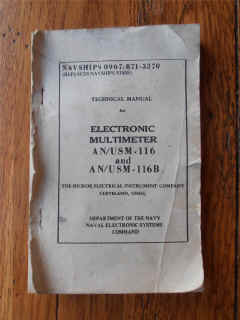 NAVSHIPS 0967-871-3270
TECHNICAL MANUAL
for
ELECTRONIC
MULTIMETER
AN/USM-116
and
AN/USM-116B
THE HICKOK ELECTRICAL INSTRUMENT COMPANY
CLEVELAND, OHIO,
DEPARTMENT OF THE NAVY
NAVAL ELECTRONIC SYSTEMS
COMMAND